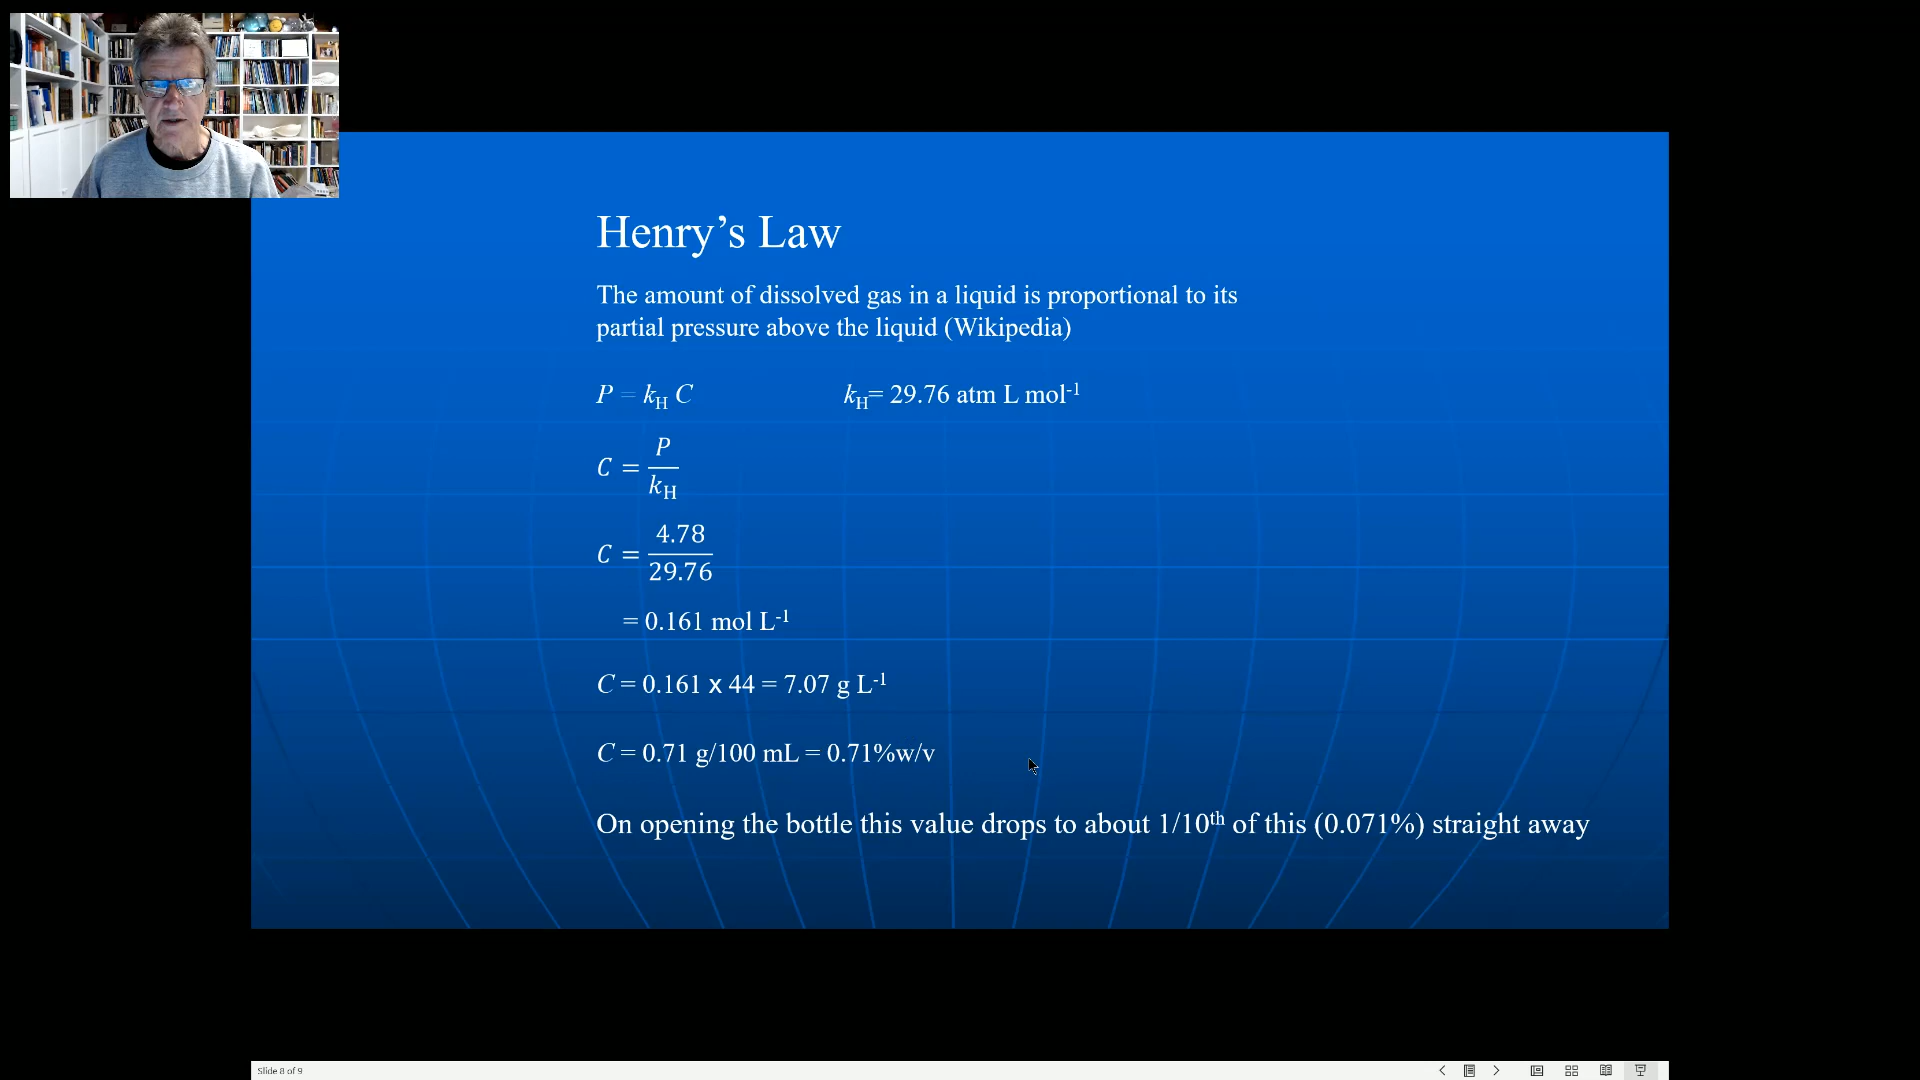 Henry’s Law
The amount of dissolved gas in a liquid is proportional to its
partial pressure above the liquid (Wikipedia)
P = kH C kH= 29.76 atm L mol-1
C = P/kH
C = 4.78/29.76
= 0.161 mol L-1
C = 0.161 x 44 = 7.07 g L-1
C = 0.71 g/100 mL = 0.71%w/v
On opening the bottle this value drops to about 1/10th of this (0.071%) straight away
Slide 8 of 9